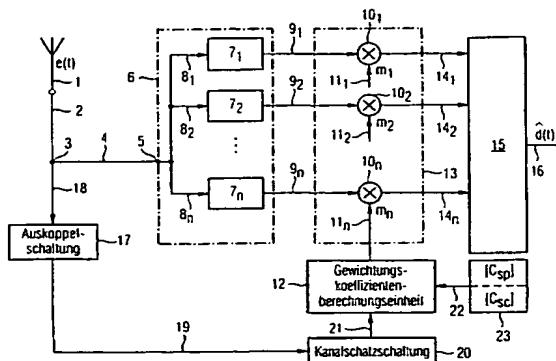 e(t)
1
2
3
4
5
6
8₁
7₁
9₁
10₁
11₁
m₁
14₁
8₂
7₂
9₂
10₂
11₂
m₂
14₂
⋮
8ₙ
7ₙ
9ₙ
10ₙ
11ₙ
mₙ
14ₙ
13
15
d̂(t)
16
18
Auskoppel-
schaltung
17
12
Gewichtungs-
koeffizienten-
berechnungseinheit
{Csp}
{Csc}
22
23
19
21
Kanalschatzschaltung
20